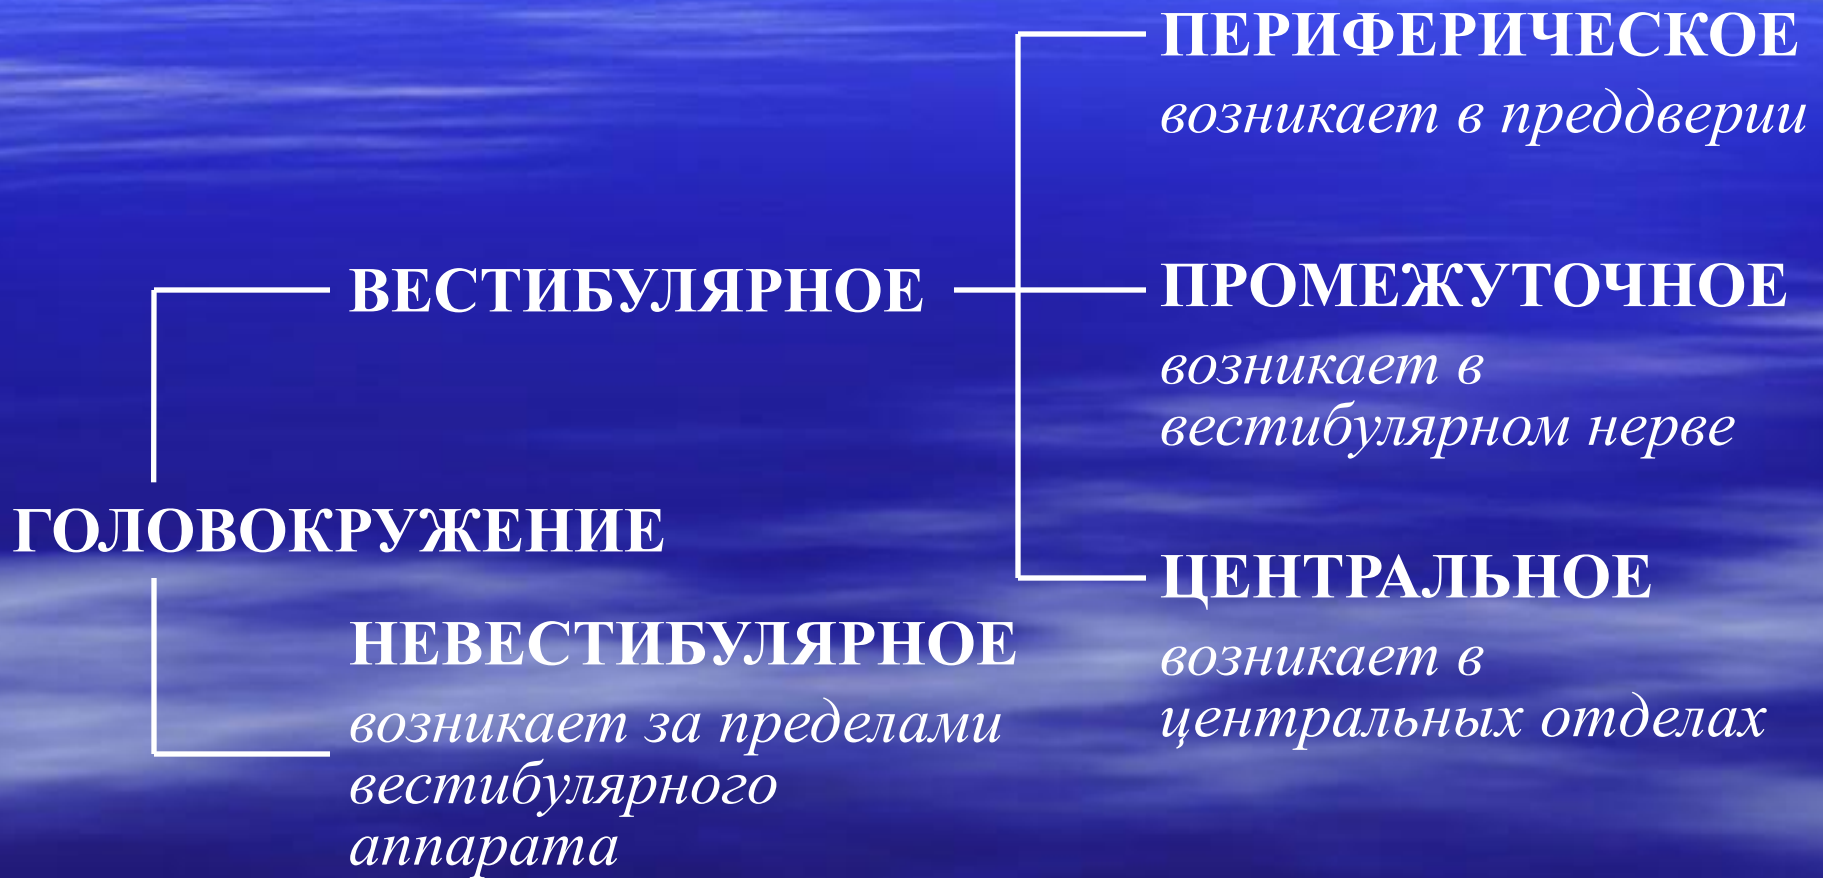 ГОЛОВОКРУЖЕНИЕ
ВЕСТИБУЛЯРНОЕ
ПЕРИФЕРИЧЕСКОЕ
возникает в преддверии
ПРОМЕЖУТОЧНОЕ
возникает в
вестибулярном нерве
ЦЕНТРАЛЬНОЕ
возникает в
центральных отделах
НЕВЕСТИБУЛЯРНОЕ
возникает за пределами
вестибулярного
аппарата